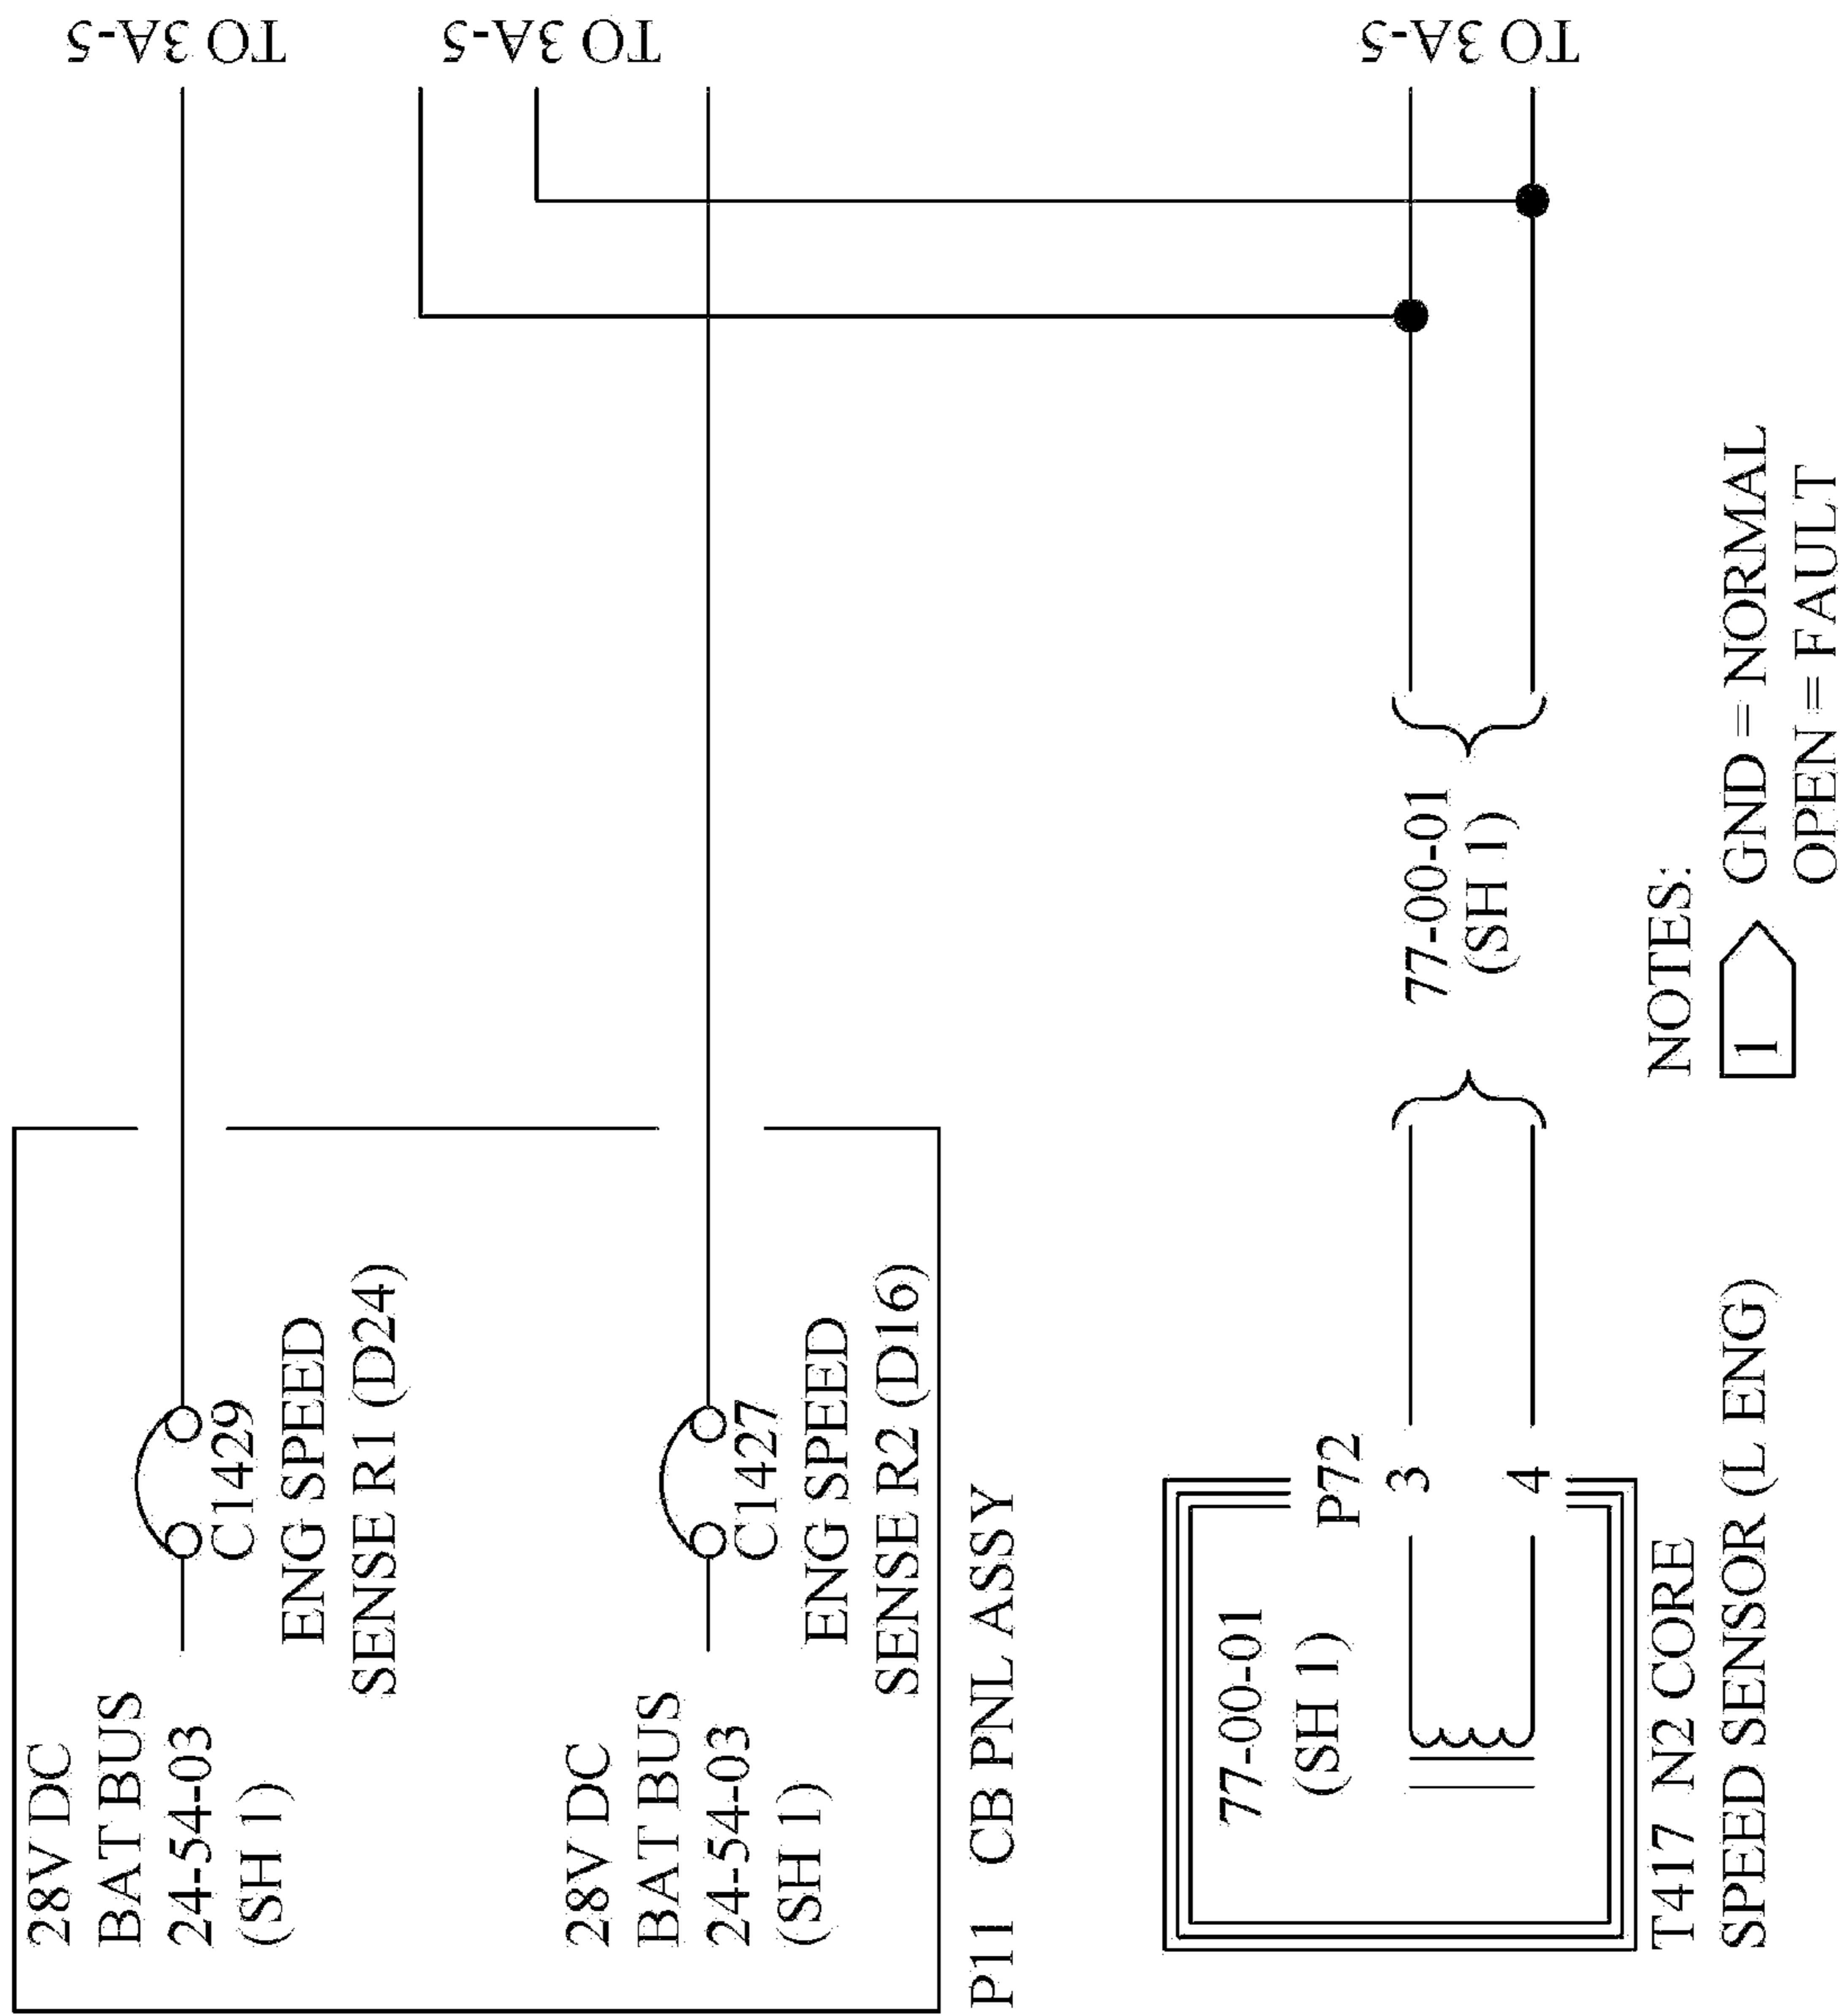 28V DC
BAT BUS
24-54-03
(SH 1)
C1429
ENG SPEED
SENSE R1 (D24)
TO 3A-5
28V DC
BAT BUS
24-54-03
(SH 1)
C1427
ENG SPEED
SENSE R2 (D16)
TO 3A-5
P11 CB PNL ASSY
77-00-01
(SH 1)
P72
3
4
77-00-01
(SH 1)
TO 3A-5
T417 N2 CORE
SPEED SENSOR (L ENG)
NOTES:
1 GND = NORMAL
OPEN = FAULT